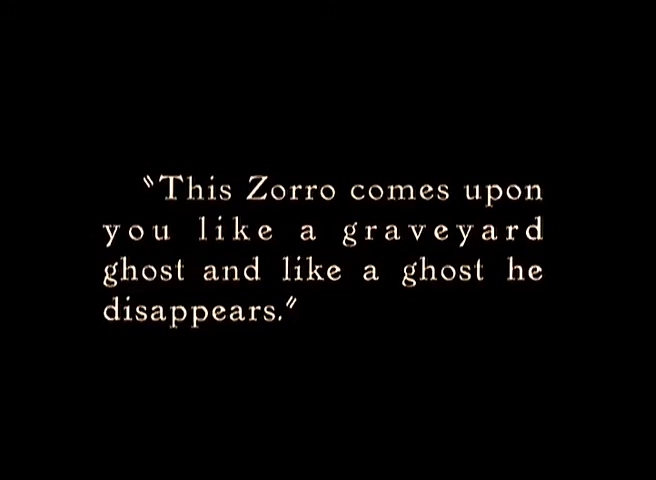 "This Zorro comes upon
you like a graveyard
ghost and like a ghost he
disappears."